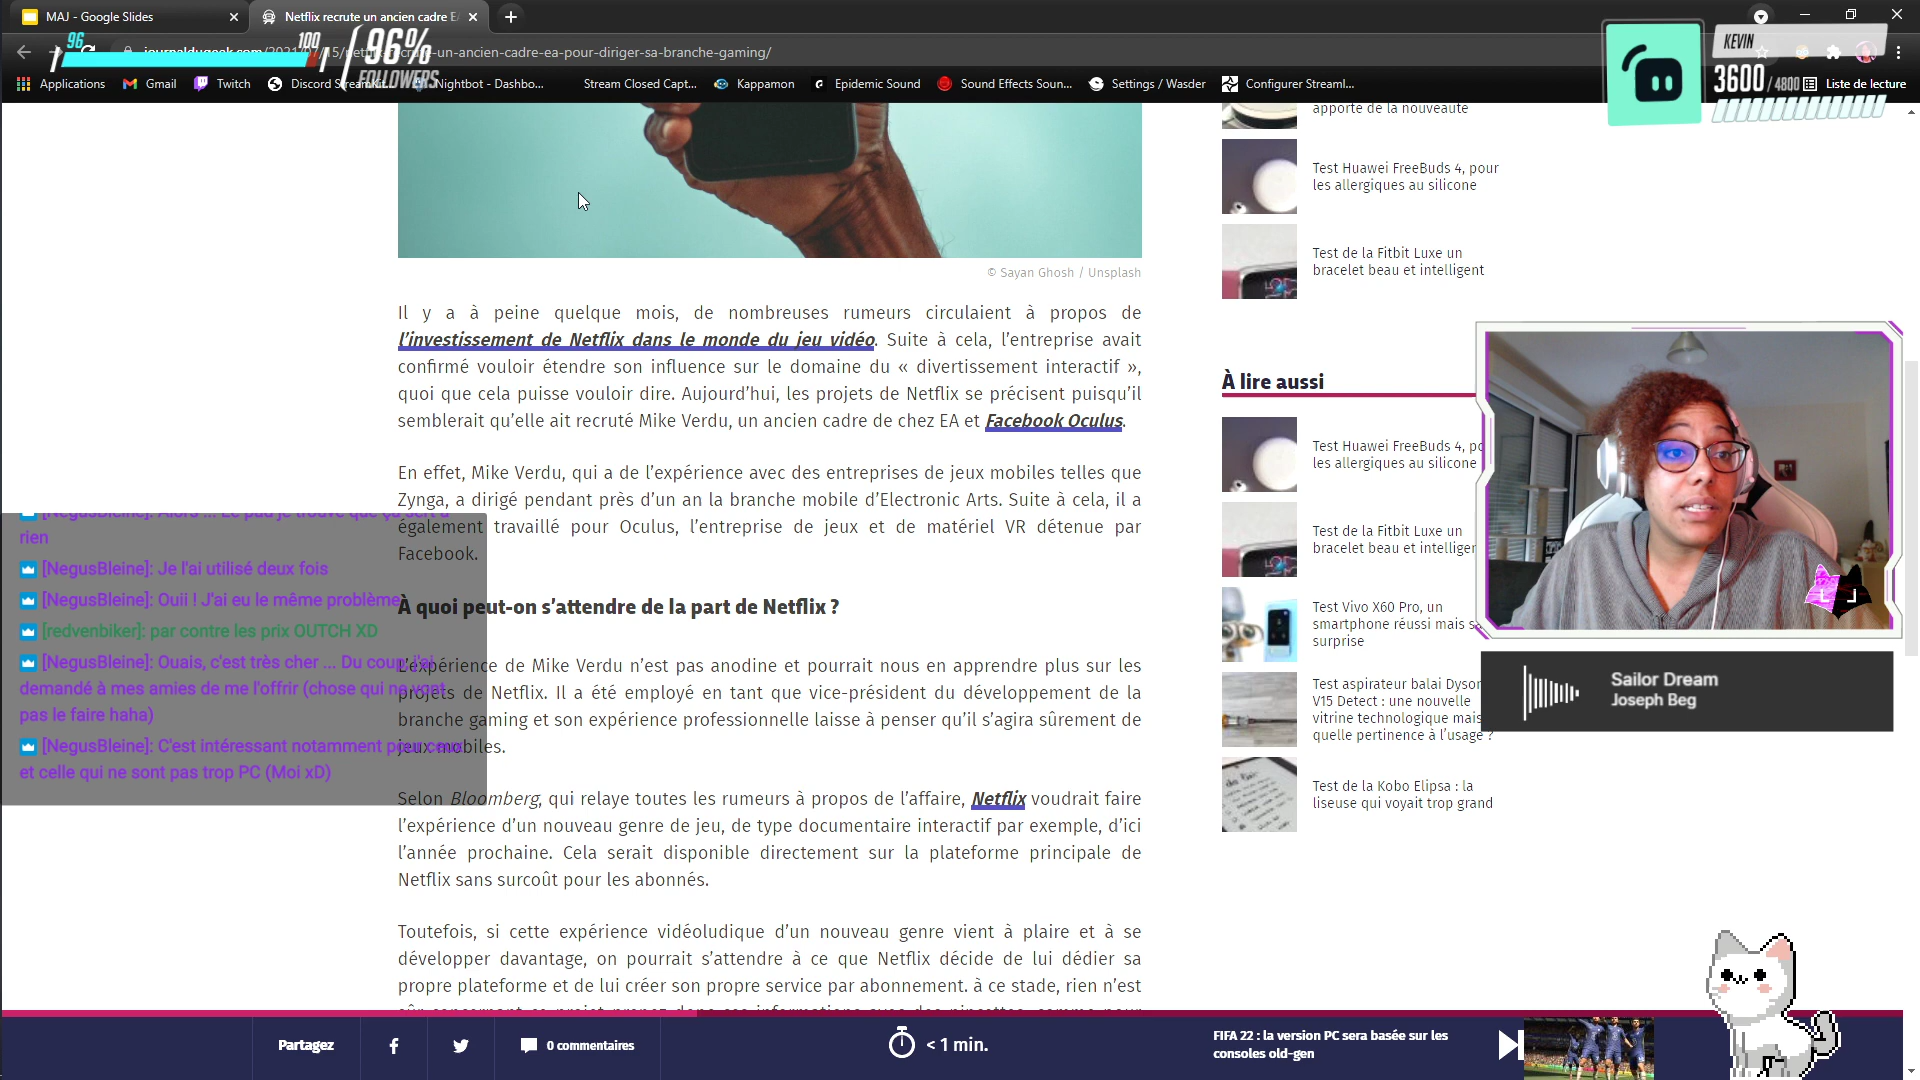 MAJ - Google Slides
Netflix recrute un ancien cadre EA
96
100
96%
FOLLOWERS
-un-ancien-cadre-ea-pour-diriger-sa-branche-gaming/
KEVIN
3600 / 4800
Applications
Gmail
Twitch
Discord
Nightbot - Dashbo...
Stream Closed Capt...
Kappamon
Epidemic Sound
Sound Effects Soun...
Settings / Wasder
Configurer Streaml...
Liste de lecture
apporte de la nouveauté
Test Huawei FreeBuds 4, pour
les allergiques au silicone
Test de la Fitbit Luxe un
bracelet beau et intelligent
© Sayan Ghosh / Unsplash
Il y a à peine quelque mois, de nombreuses rumeurs circulaient à propos de
l'investissement de Netflix dans le monde du jeu vidéo. Suite à cela, l'entreprise avait
confirmé vouloir étendre son influence sur le domaine du « divertissement interactif »,
quoi que cela puisse vouloir dire. Aujourd'hui, les projets de Netflix se précisent puisqu'il
semblerait qu'elle ait recruté Mike Verdu, un ancien cadre de chez EA et Facebook Oculus.
En effet, Mike Verdu, qui a de l'expérience avec des entreprises de jeux mobiles telles que
Zynga, a dirigé pendant près d'un an la branche mobile d'Electronic Arts. Suite à cela, il a
également travaillé pour Oculus, l'entreprise de jeux et de matériel VR détenue par
Facebook.
À quoi peut-on s'attendre de la part de Netflix ?
L'expérience de Mike Verdu n'est pas anodine et pourrait nous en apprendre plus sur les
projets de Netflix. Il a été employé en tant que vice-président du développement de la
branche gaming et son expérience professionnelle laisse à penser qu'il s'agira sûrement de
jeux mobiles.
Selon Bloomberg, qui relaye toutes les rumeurs à propos de l'affaire, Netflix voudrait faire
l'expérience d'un nouveau genre de jeu, de type documentaire interactif par exemple, d'ici
l'année prochaine. Cela serait disponible directement sur la plateforme principale de
Netflix sans surcoût pour les abonnés.
Toutefois, si cette expérience vidéoludique d'un nouveau genre vient à plaire et à se
développer davantage, on pourrait s'attendre à ce que Netflix décide de lui dédier sa
propre plateforme et de lui créer son propre service par abonnement. à ce stade, rien n'est
rien
[NegusBleine]: Je l'ai utilisé deux fois
[NegusBleine]: Ouii ! J'ai eu le même problème
[redvenbiker]: par contre les prix OUTCH XD
[NegusBleine]: Ouais, c'est très cher ... Du coup j'ai
demandé à mes amies de me l'offrir (chose qui ne vont
pas le faire haha)
[NegusBleine]: C'est intéressant notamment pour ceux
et celle qui ne sont pas trop PC (Moi xD)
À lire aussi
Test Huawei FreeBuds 4, po
les allergiques au silicone
Test de la Fitbit Luxe un
bracelet beau et intelliger
Test Vivo X60 Pro, un
smartphone réussi mais sa
surprise
Test aspirateur balai Dyson
V15 Detect : une nouvelle
vitrine technologique mais
quelle pertinence à l'usage ?
Test de la Kobo Elipsa : la
liseuse qui voyait trop grand
Sailor Dream
Joseph Beg
Partagez
0 commentaires
< 1 min.
FIFA 22 : la version PC sera basée sur les
consoles old-gen